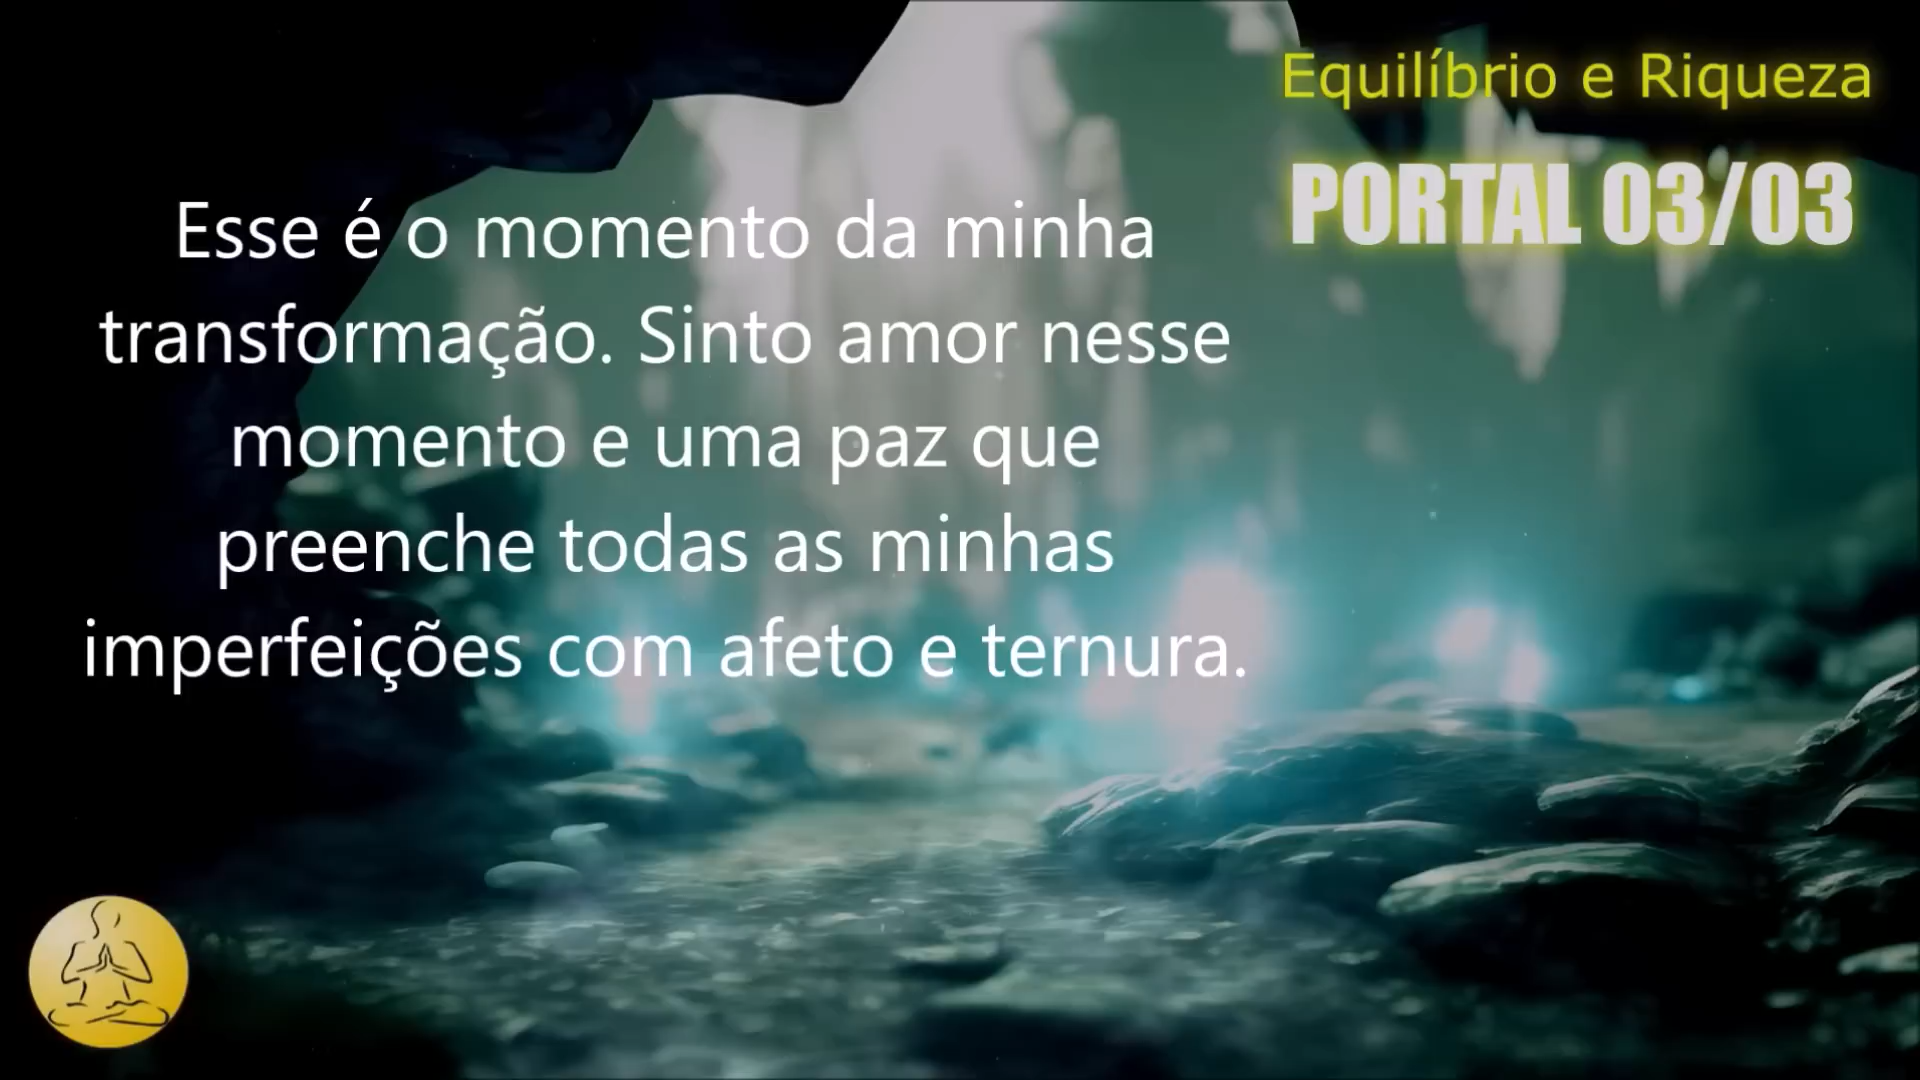 Equilíbrio e Riqueza
PORTAL 03/03
Esse é o momento da minha
transformação. Sinto amor nesse
momento e uma paz que
preenche todas as minhas
imperfeições com afeto e ternura.